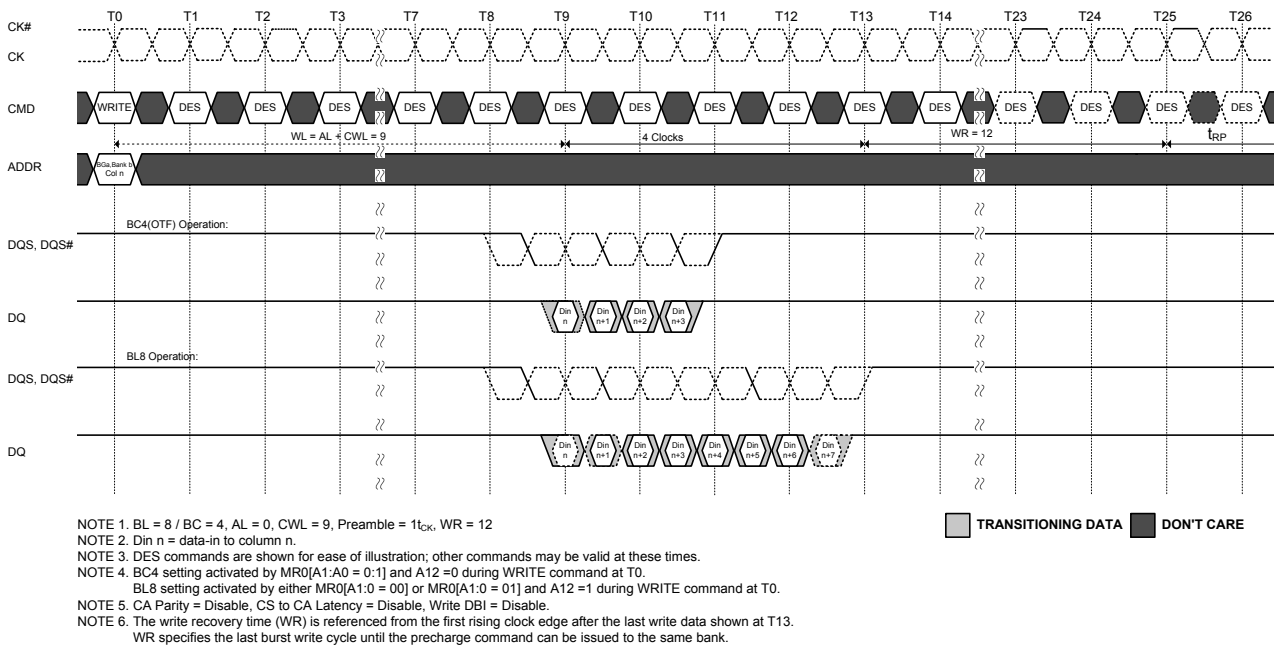 T0 T1 T2 T3 T7 T8 T9 T10 T11 T12 T13 T14 T23 T24 T25 T26
CK#
CK
CMD WRITE DES DES DES DES DES DES DES DES DES DES DES DES DES DES DES
WL = AL + CWL = 9 4 Clocks WR = 12 tRP
ADDR BGa,Bank b
Col n
BC4(OTF) Operation:
DQS, DQS#
DQ
Din n Din n+1 Din n+2 Din n+3
BL8 Operation:
DQS, DQS#
DQ
Din n Din n+1 Din n+2 Din n+3 Din n+4 Din n+5 Din n+6 Din n+7
NOTE 1. BL = 8 / BC = 4, AL = 0, CWL = 9, Preamble = 1tCK, WR = 12
NOTE 2. Din n = data-in to column n.
NOTE 3. DES commands are shown for ease of illustration; other commands may be valid at these times.
NOTE 4. BC4 setting activated by MR0[A1:A0 = 0:1] and A12 =0 during WRITE command at T0.
BL8 setting activated by either MR0[A1:0 = 00] or MR0[A1:0 = 01] and A12 =1 during WRITE command at T0.
NOTE 5. CA Parity = Disable, CS to CA Latency = Disable, Write DBI = Disable.
NOTE 6. The write recovery time (WR) is referenced from the first rising clock edge after the last write data shown at T13.
WR specifies the last burst write cycle until the precharge command can be issued to the same bank.
TRANSITIONING DATA DON'T CARE